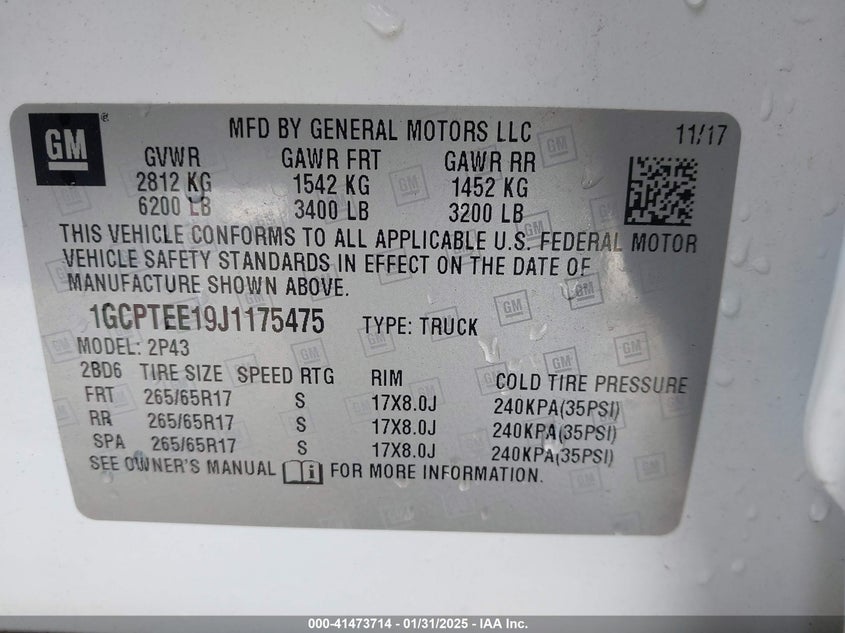 GM®
MFD BY GENERAL MOTORS LLC 11/17
GVWR GAWR FRT GAWR RR
2812 KG 1542 KG 1452 KG
6200 LB 3400 LB 3200 LB
THIS VEHICLE CONFORMS TO ALL APPLICABLE U.S. FEDERAL MOTOR
VEHICLE SAFETY STANDARDS IN EFFECT ON THE DATE OF
MANUFACTURE SHOWN ABOVE.
1GCPTEE19J1175475 TYPE: TRUCK
MODEL: 2P43
2BD6 TIRE SIZE SPEED RTG RIM COLD TIRE PRESSURE
FRT 265/65R17 S 17X8.0J 240KPA(35PSI)
RR 265/65R17 S 17X8.0J 240KPA(35PSI)
SPA 265/65R17 S 17X8.0J 240KPA(35PSI)
SEE OWNER'S MANUAL FOR MORE INFORMATION.
000-41473714 - 01/31/2025 - IAA Inc.